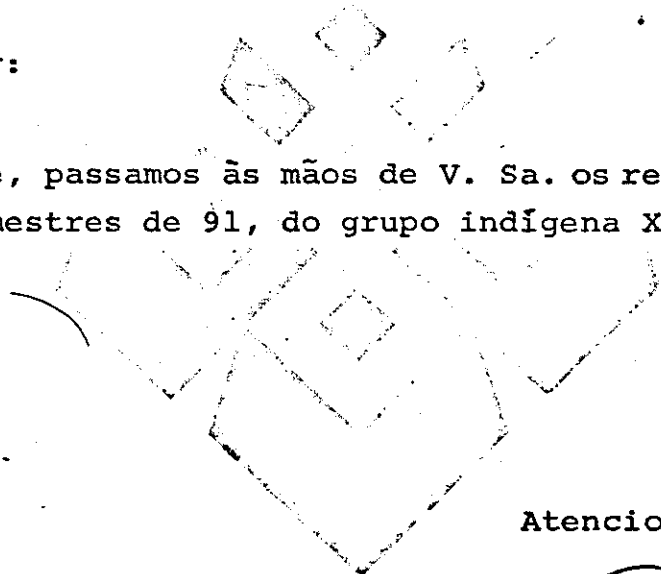 passamos às mãos de V. Sa. os re
mestres de 91, do grupo indígena X
Atencio